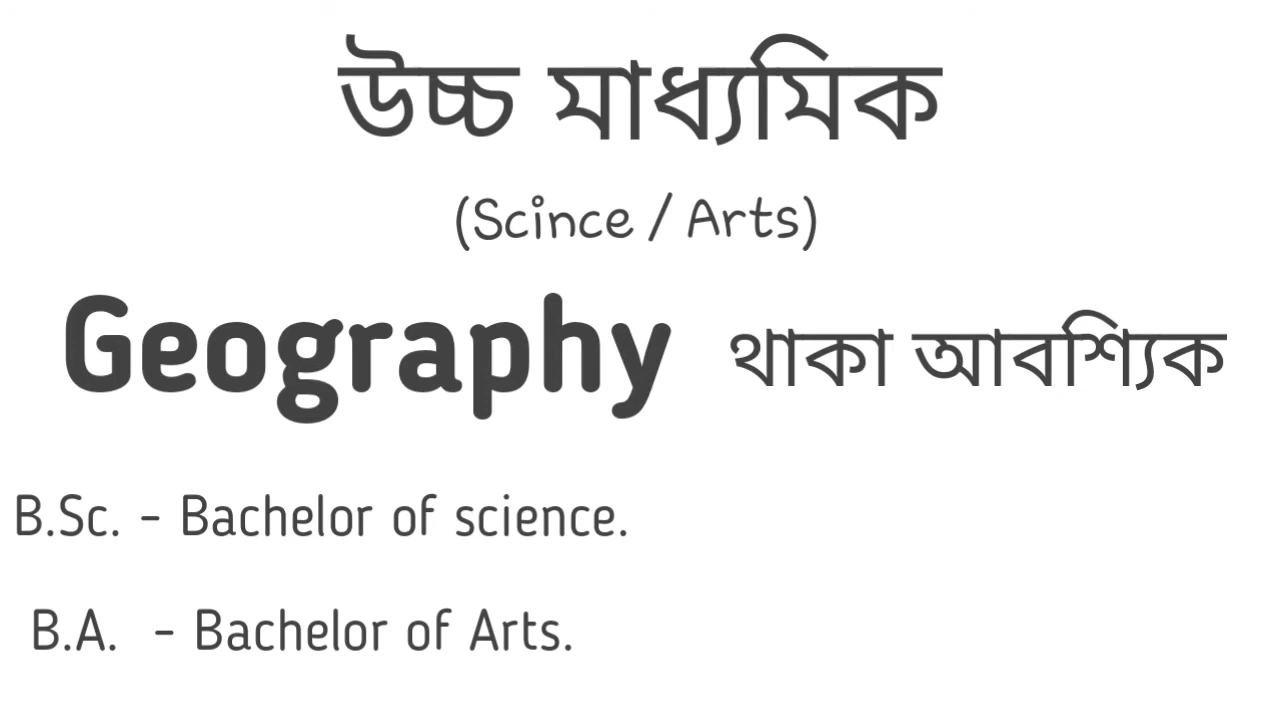 উচ্চ মাধ্যমিক
(Scince / Arts)
Geography থাকা আবশ্যিক
B.Sc. - Bachelor of science.
B.A. - Bachelor of Arts.